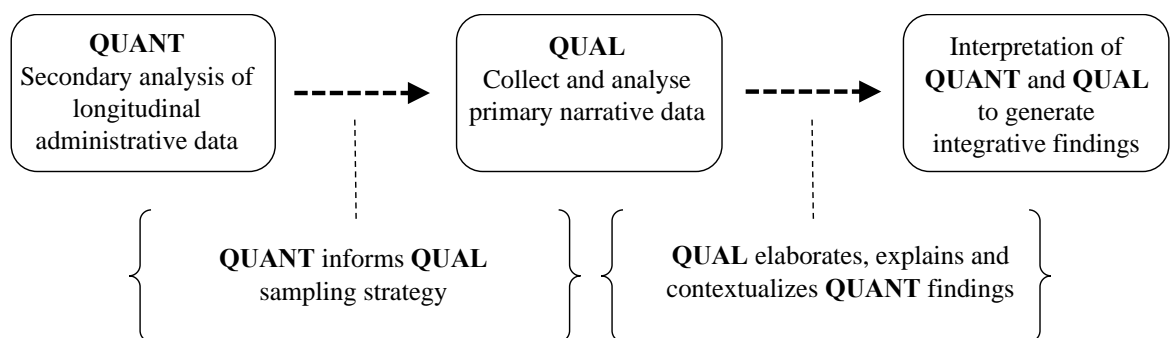 QUANT
Secondary analysis of
longitudinal
administrative data
QUAL
Collect and analyse
primary narrative data
Interpretation of
QUANT and QUAL
to generate
integrative findings
QUANT informs QUAL
sampling strategy
QUAL elaborates, explains and
contextualizes QUANT findings